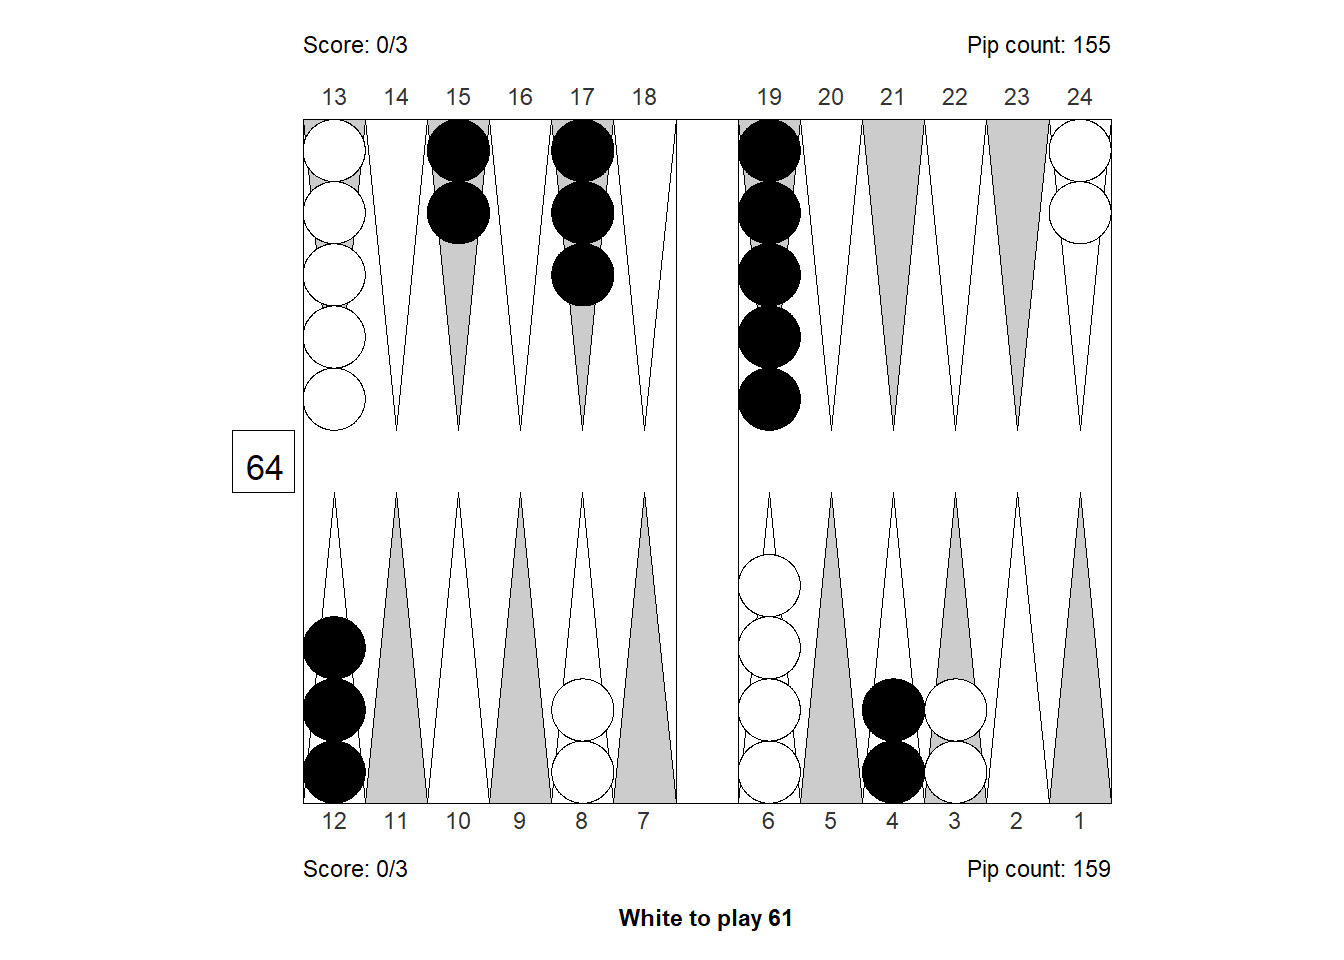 Score: 0/3 Pip count: 155
13 14 15 16 17 18 19 20 21 22 23 24
64
12 11 10 9 8 7 6 5 4 3 2 1
Score: 0/3 Pip count: 159
White to play 61